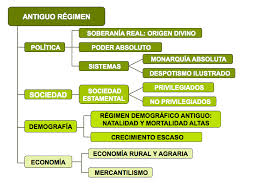 ANTIGUO RÉGIMEN
POLÍTICA
SOBERANÍA REAL: ORIGEN DIVINO
PODER ABSOLUTO
SISTEMAS
MONARQUÍA ABSOLUTA
DESPOTISMO ILUSTRADO
SOCIEDAD
SOCIEDAD
ESTAMENTAL
PRIVILEGIADOS
NO PRIVILEGIADOS
DEMOGRAFÍA
RÉGIMEN DEMOGRÁFICO ANTIGUO:
NATALIDAD Y MORTALIDAD ALTAS
CRECIMIENTO ESCASO
ECONOMÍA
ECONOMÍA RURAL Y AGRARIA
MERCANTILISMO